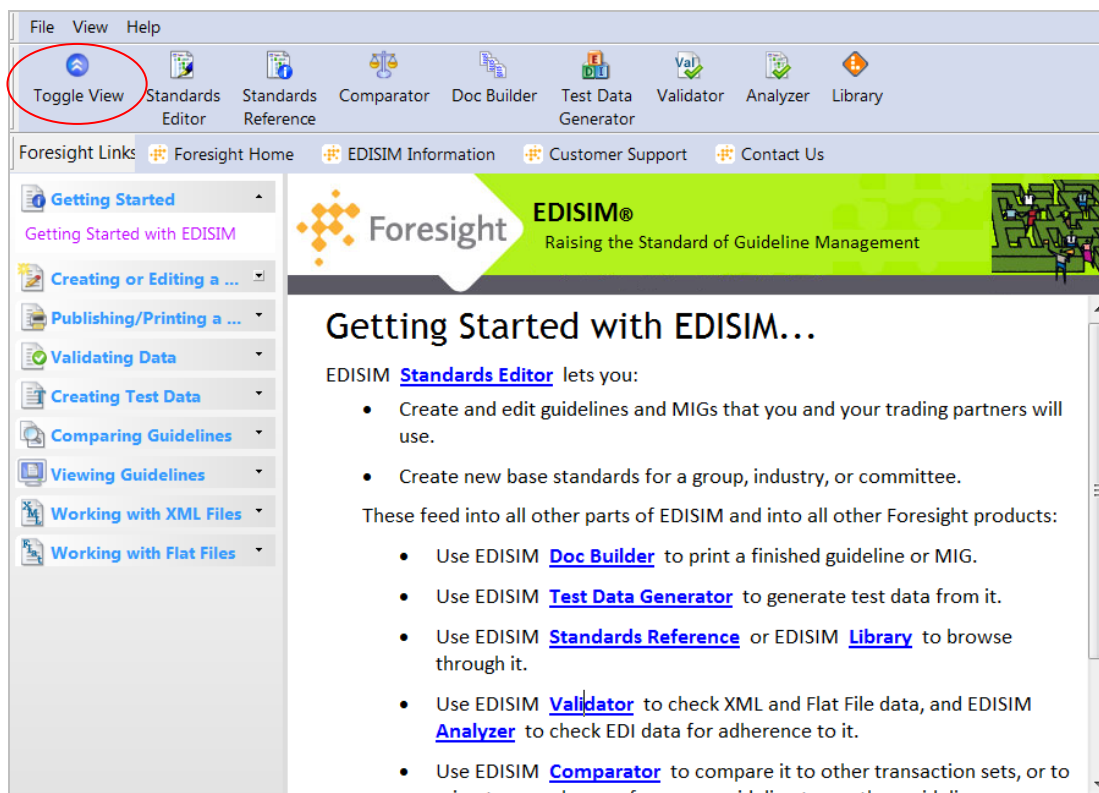 File View Help
Toggle View
Standards Editor
Standards Reference
Comparator
Doc Builder
Test Data Generator
Validator
Analyzer
Library
Foresight Links
Foresight Home
EDISIM Information
Customer Support
Contact Us
Getting Started
Getting Started with EDISIM
Creating or Editing a ...
Publishing/Printing a ...
Validating Data
Creating Test Data
Comparing Guidelines
Viewing Guidelines
Working with XML Files
Working with Flat Files
Foresight
EDISIM®
Raising the Standard of Guideline Management
Getting Started with EDISIM...
EDISIM Standards Editor lets you:
• Create and edit guidelines and MIGs that you and your trading partners will
use.
• Create new base standards for a group, industry, or committee.
These feed into all other parts of EDISIM and into all other Foresight products:
• Use EDISIM Doc Builder to print a finished guideline or MIG.
• Use EDISIM Test Data Generator to generate test data from it.
• Use EDISIM Standards Reference or EDISIM Library to browse
through it.
• Use EDISIM Validator to check XML and Flat File data, and EDISIM
Analyzer to check EDI data for adherence to it.
• Use EDISIM Comparator to compare it to other transaction sets, or to